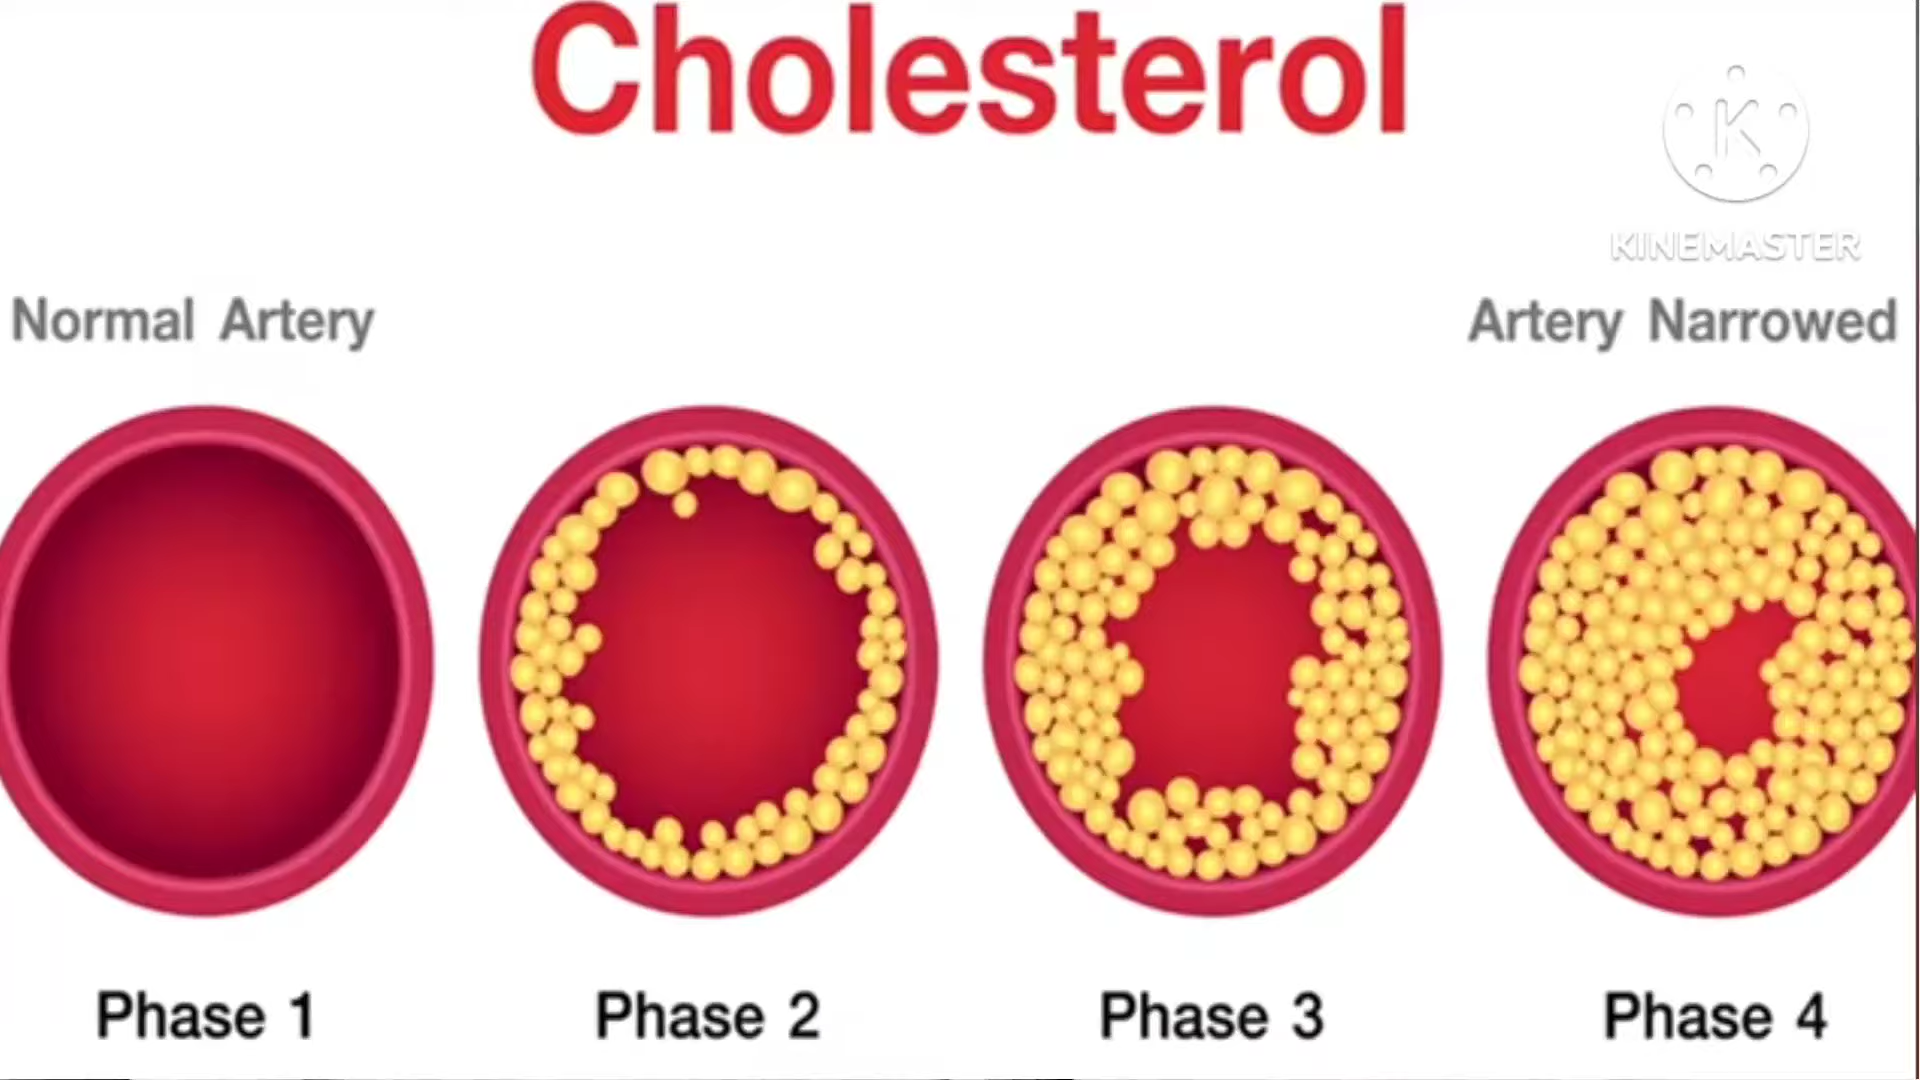 Cholesterol
K
KINEMASTER
Normal Artery
Artery Narrowed
Phase 1
Phase 2
Phase 3
Phase 4